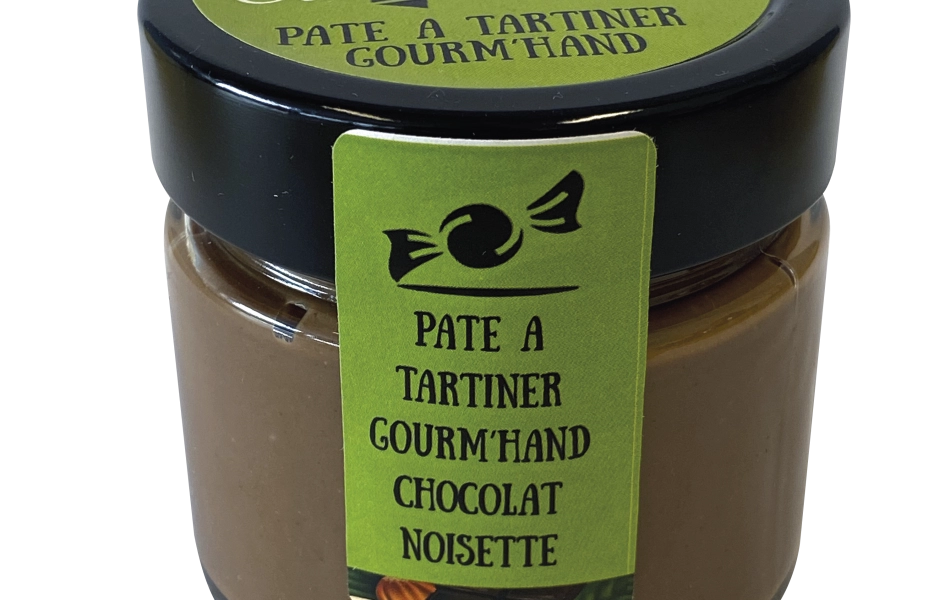 PATE A TARTINER
GOURM'HAND
PATE A
TARTINER
GOURM'HAND
CHOCOLAT
NOISETTE